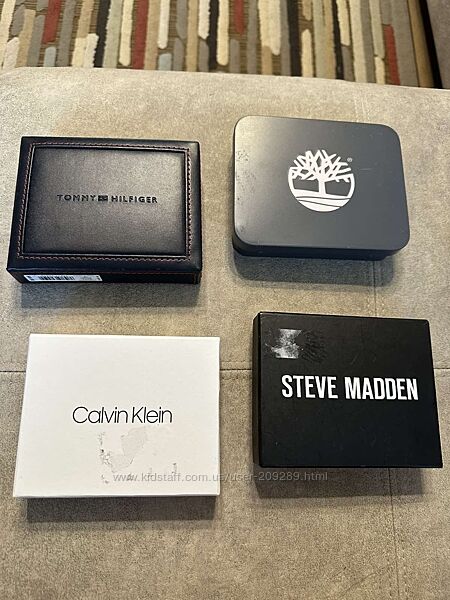 TOMMY HILFIGER
®
Calvin Klein
STEVE MADDEN
www.kidstaff.com.ua/user-209289.html